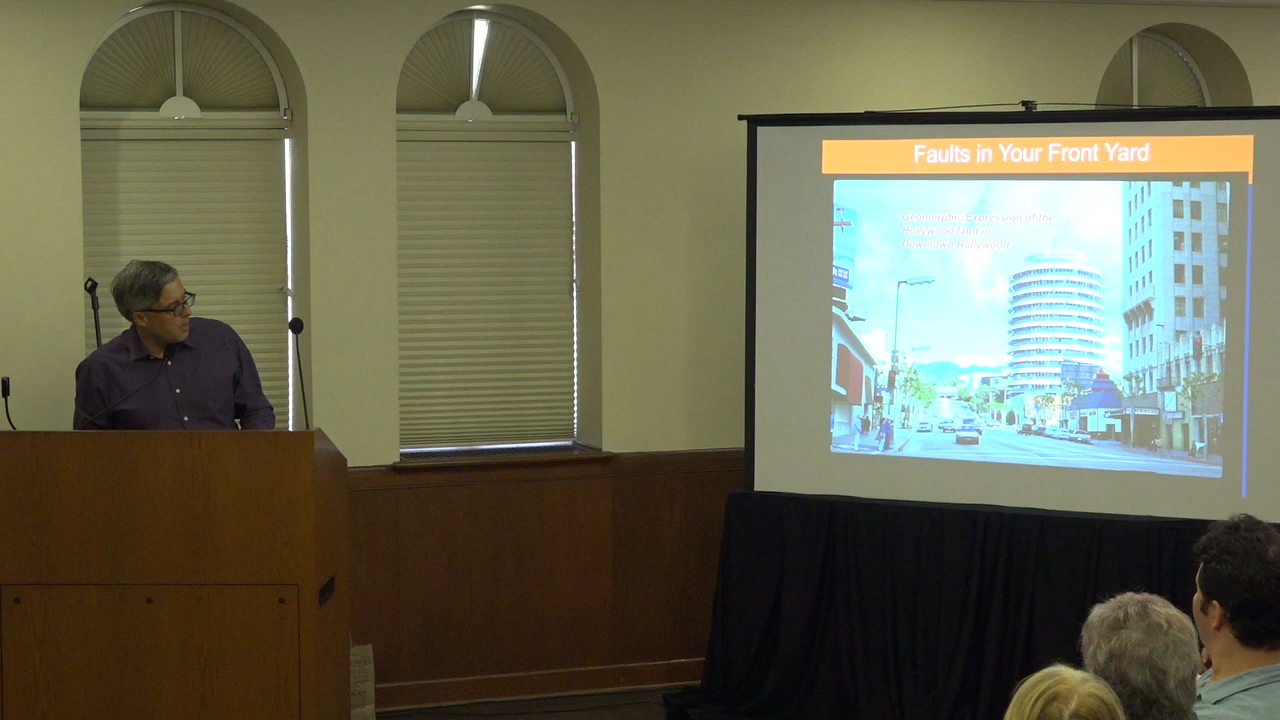 Faults in Your Front Yard
Geomorphic Expression of the
Hollywood fault in
Downtown Hollywood